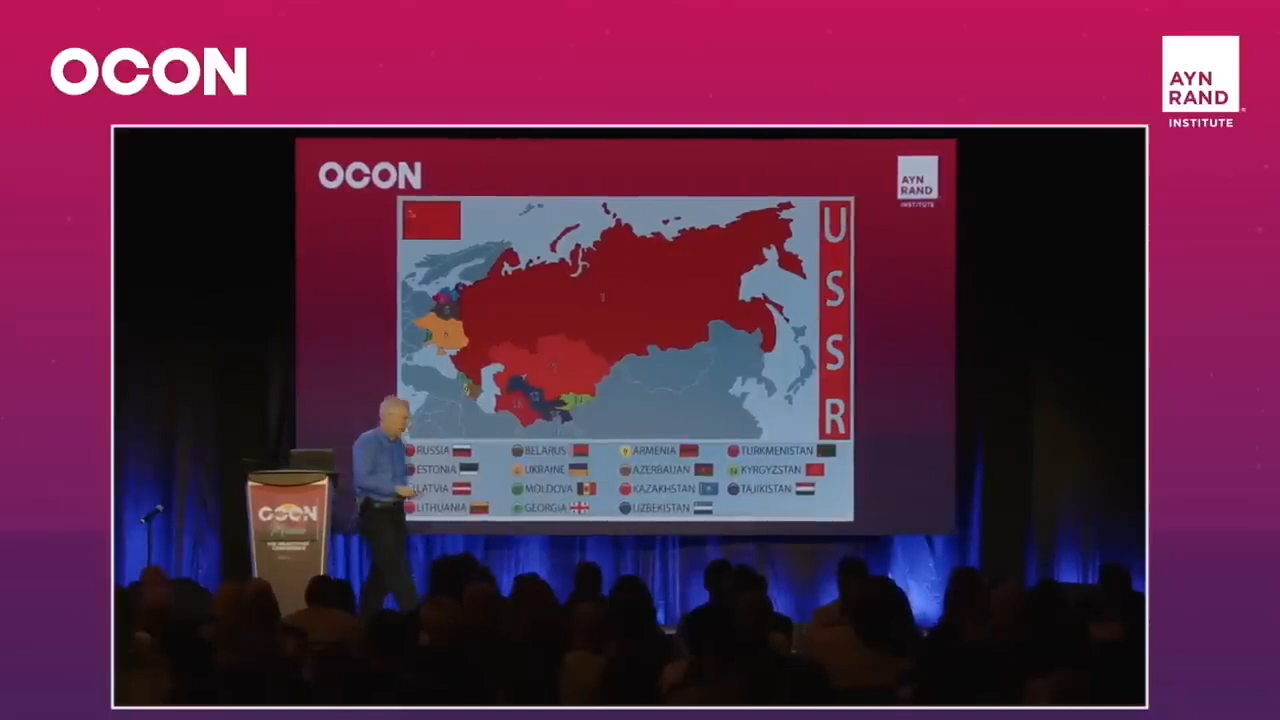 OCON
AYN
RAND
INSTITUTE
OCON
AYN
RAND
INSTITUTE
U
S
S
R
RUSSIA
BELARUS
ARMENIA
TURKMENISTAN
ESTONIA
UKRAINE
AZERBAIJAN
KYRGYZSTAN
LATVIA
MOLDOVA
KAZAKHSTAN
TAJIKISTAN
LITHUANIA
GEORGIA
UZBEKISTAN
OCON